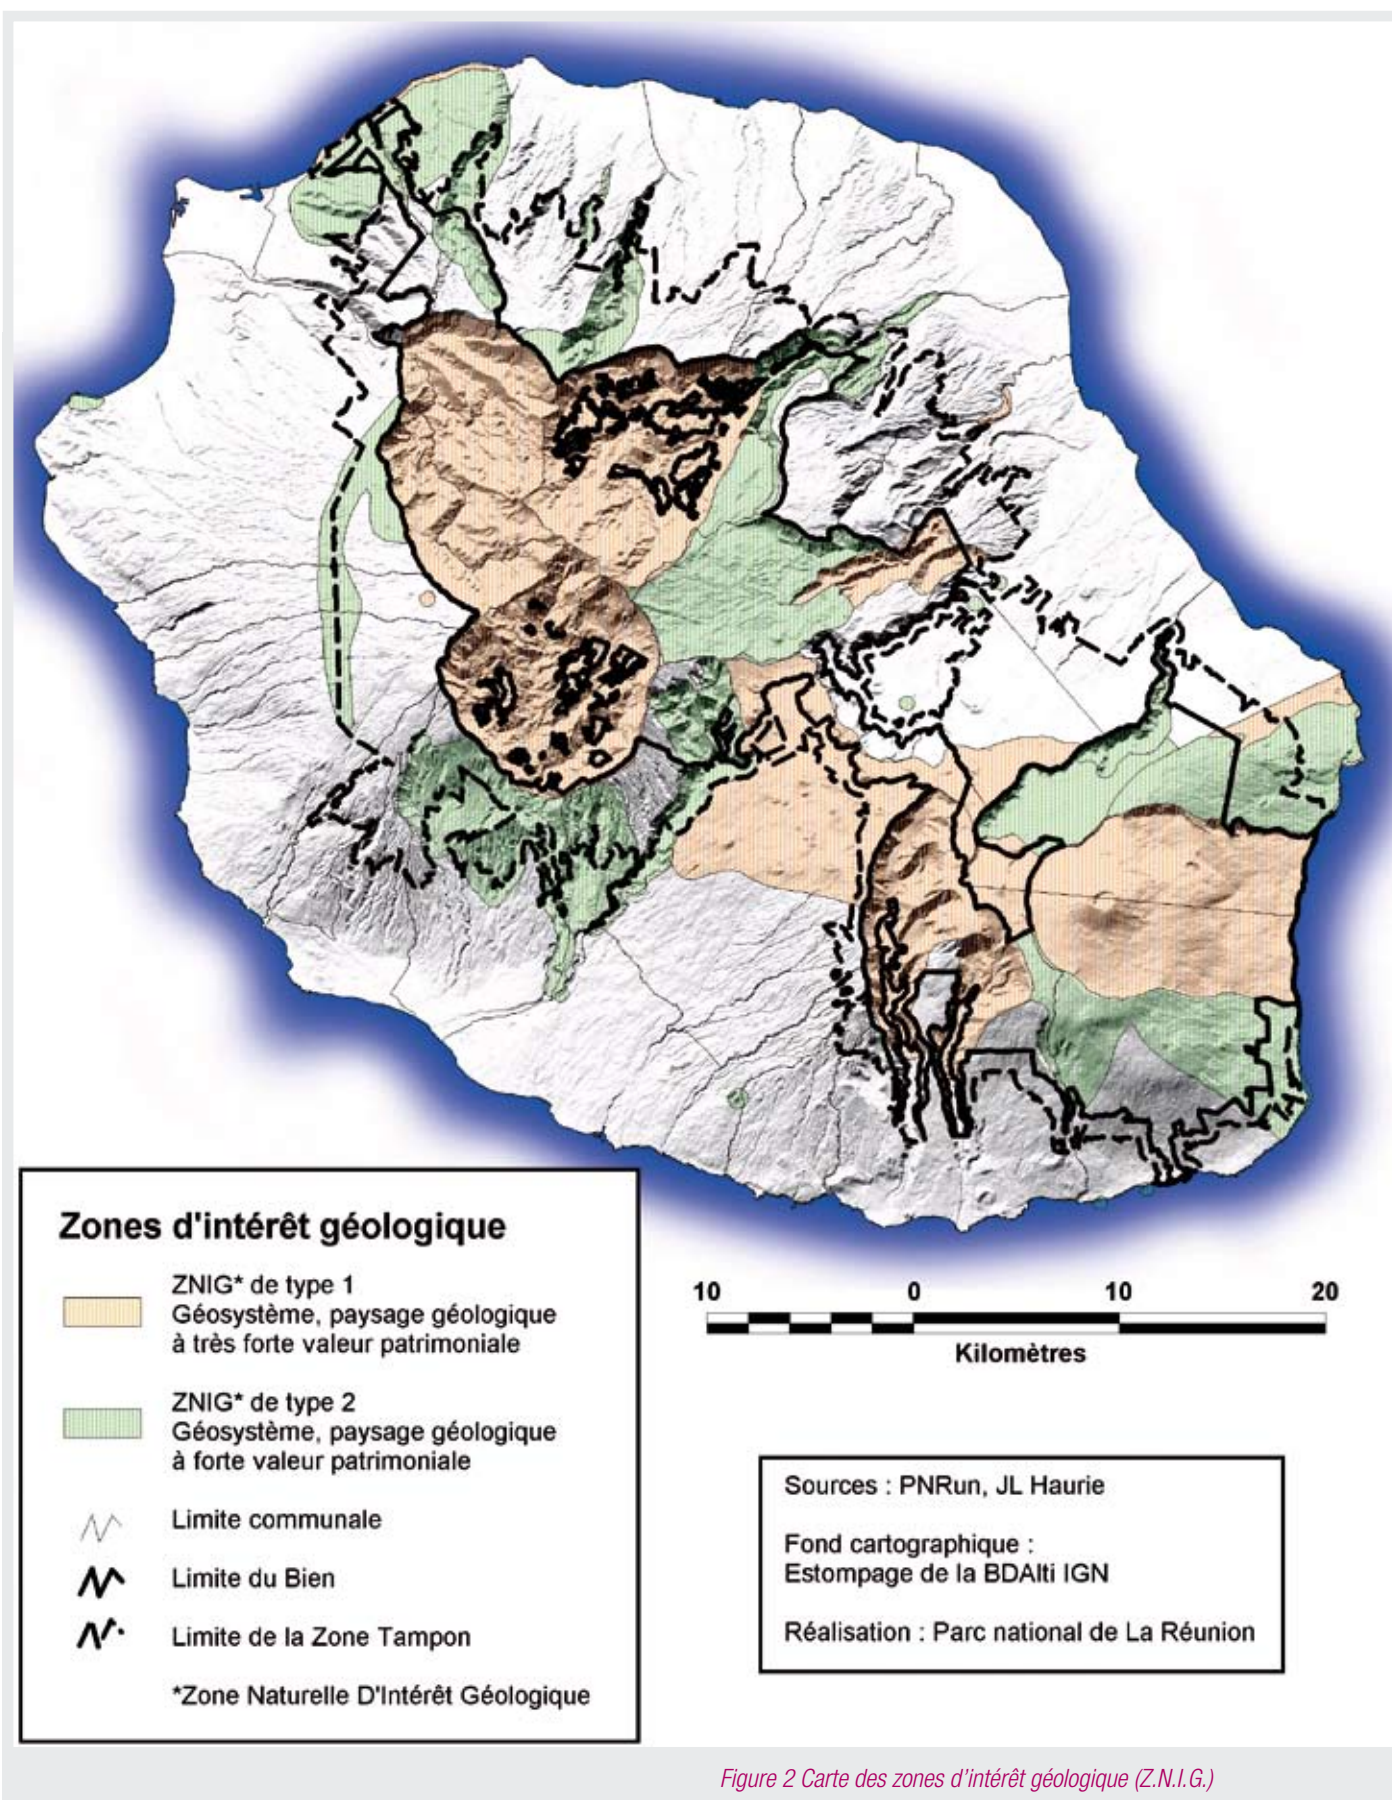 Zones d'intérêt géologique
ZNIG* de type 1
Géosystème, paysage géologique
à très forte valeur patrimoniale
ZNIG* de type 2
Géosystème, paysage géologique
à forte valeur patrimoniale
Limite communale
Limite du Bien
Limite de la Zone Tampon
*Zone Naturelle D'Intérêt Géologique
10 0 10 20
Kilomètres
Sources : PNRun, JL Haurie
Fond cartographique :
Estompage de la BDAlti IGN
Réalisation : Parc national de La Réunion
Figure 2 Carte des zones d'intérêt géologique (Z.N.I.G.)